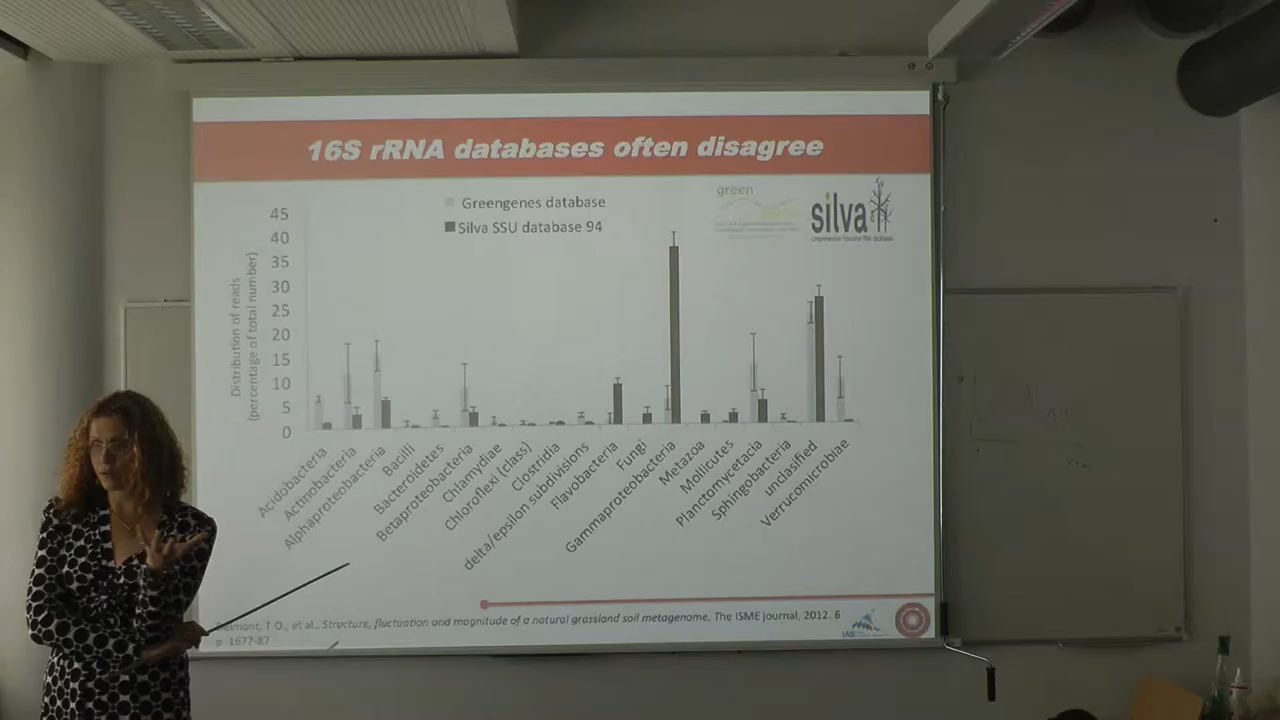 16S rRNA databases often disagree
Greengenes database
Silva SSU database 94
green
silva
Distribution of reads
(percentage of total number)
45
40
35
30
25
20
15
10
5
0
Acidobacteria
Actinobacteria
Alphaproteobacteria
Bacilli
Bacteroidetes
Betaproteobacteria
Chlamydiae
Chloroflexi (class)
Clostridia
delta/epsilon subdivisions
Flavobacteria
Fungi
Gammaproteobacteria
Metazoa
Mollicutes
Planctomycetacia
Sphingobacteria
unclassified
Verrucomicrobiae
T.O., et al., Structure, fluctuation and magnitude of a natural grassland soil metagenome. The ISME journal, 2012. 6
p 1677-87
IAS